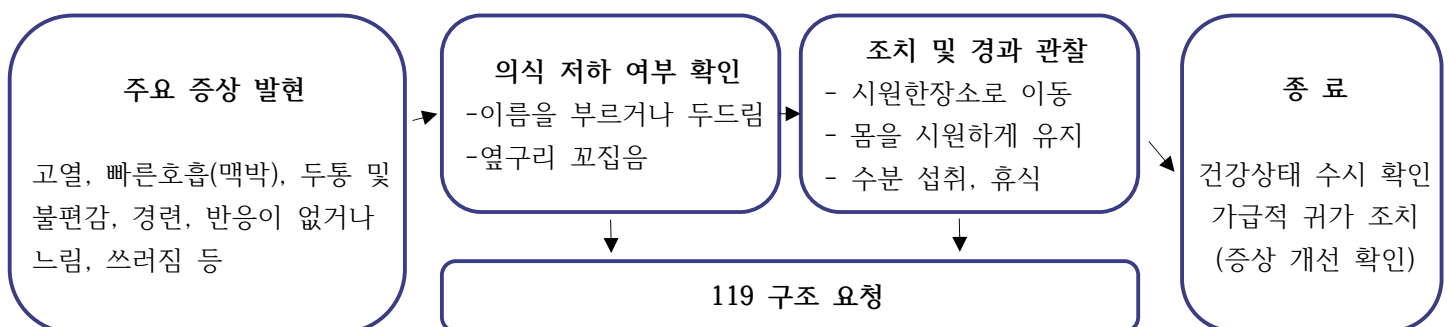 주요 증상 발현
고열, 빠른호흡(맥박), 두통 및
불편감, 경련, 반응이 없거나
느림, 쓰러짐 등
의식 저하 여부 확인
-이름을 부르거나 두드림
-옆구리 꼬집음
조치 및 경과 관찰
- 시원한장소로 이동
- 몸을 시원하게 유지
- 수분 섭취, 휴식
종 료
건강상태 수시 확인
가급적 귀가 조치
(증상 개선 확인)
119 구조 요청